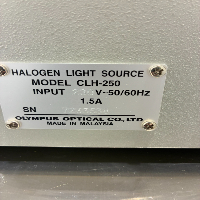 HALOGEN LIGHT SOURCE
MODEL CLH-250
INPUT V~50/60Hz
1.5A
SN
OLYMPUS OPTICAL CO., LTD.
MADE IN MALAYSIA